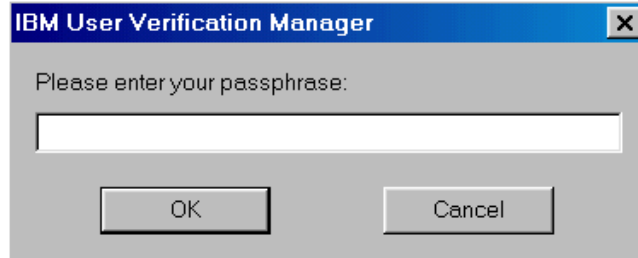 IBM User Verification Manager
Please enter your passphrase:
OK Cancel